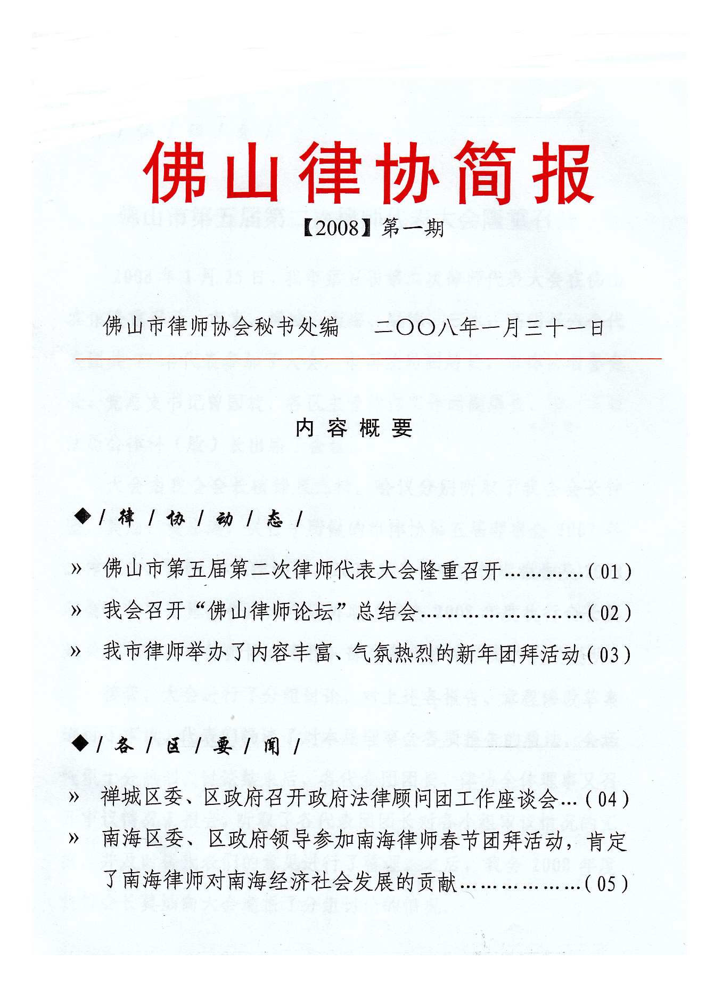 佛山律协简报
【2008】第一期
佛山市律师协会秘书处编 二〇〇八年一月三十一日
内容概要
◆/律/协/动/态/
» 佛山市第五届第二次律师代表大会隆重召开…………(01)
» 我会召开“佛山律师论坛”总结会…………………(02)
» 我市律师举办了内容丰富、气氛热烈的新年团拜活动(03)
◆/各/区/要/闻/
» 禅城区委、区政府召开政府法律顾问团工作座谈会…(04)
» 南海区委、区政府领导参加南海律师春节团拜活动，肯定
了南海律师对南海经济社会发展的贡献………………(05)